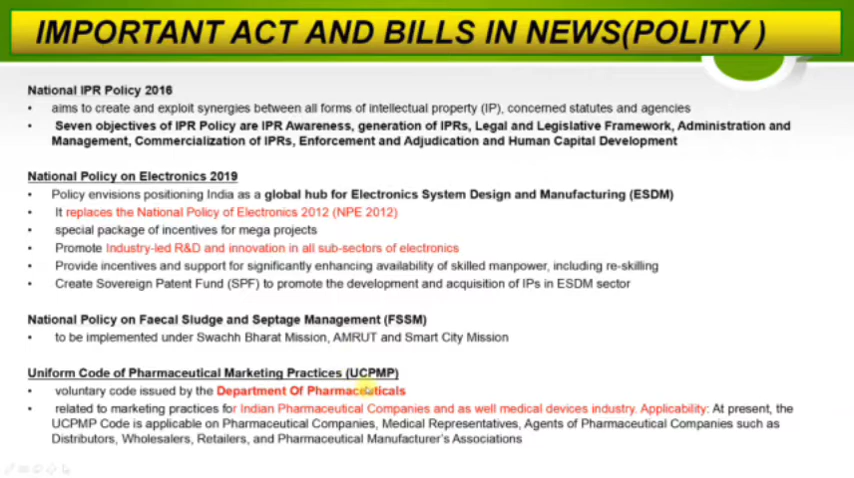 IMPORTANT ACT AND BILLS IN NEWS(POLITY )
National IPR Policy 2016
• aims to create and exploit synergies between all forms of intellectual property (IP), concerned statutes and agencies
• Seven objectives of IPR Policy are IPR Awareness, generation of IPRs, Legal and Legislative Framework, Administration and
Management, Commercialization of IPRs, Enforcement and Adjudication and Human Capital Development
National Policy on Electronics 2019
• Policy envisions positioning India as a global hub for Electronics System Design and Manufacturing (ESDM)
• It replaces the National Policy of Electronics 2012 (NPE 2012)
• special package of incentives for mega projects
• Promote Industry-led R&D and innovation in all sub-sectors of electronics
• Provide incentives and support for significantly enhancing availability of skilled manpower, including re-skilling
• Create Sovereign Patent Fund (SPF) to promote the development and acquisition of IPs in ESDM sector
National Policy on Faecal Sludge and Septage Management (FSSM)
• to be implemented under Swachh Bharat Mission, AMRUT and Smart City Mission
Uniform Code of Pharmaceutical Marketing Practices (UCPMP)
• voluntary code issued by the Department Of Pharmaceuticals
• related to marketing practices for Indian Pharmaceutical Companies and as well medical devices industry. Applicability: At present, the
UCPMP Code is applicable on Pharmaceutical Companies, Medical Representatives, Agents of Pharmaceutical Companies such as
Distributors, Wholesalers, Retailers, and Pharmaceutical Manufacturer's Associations